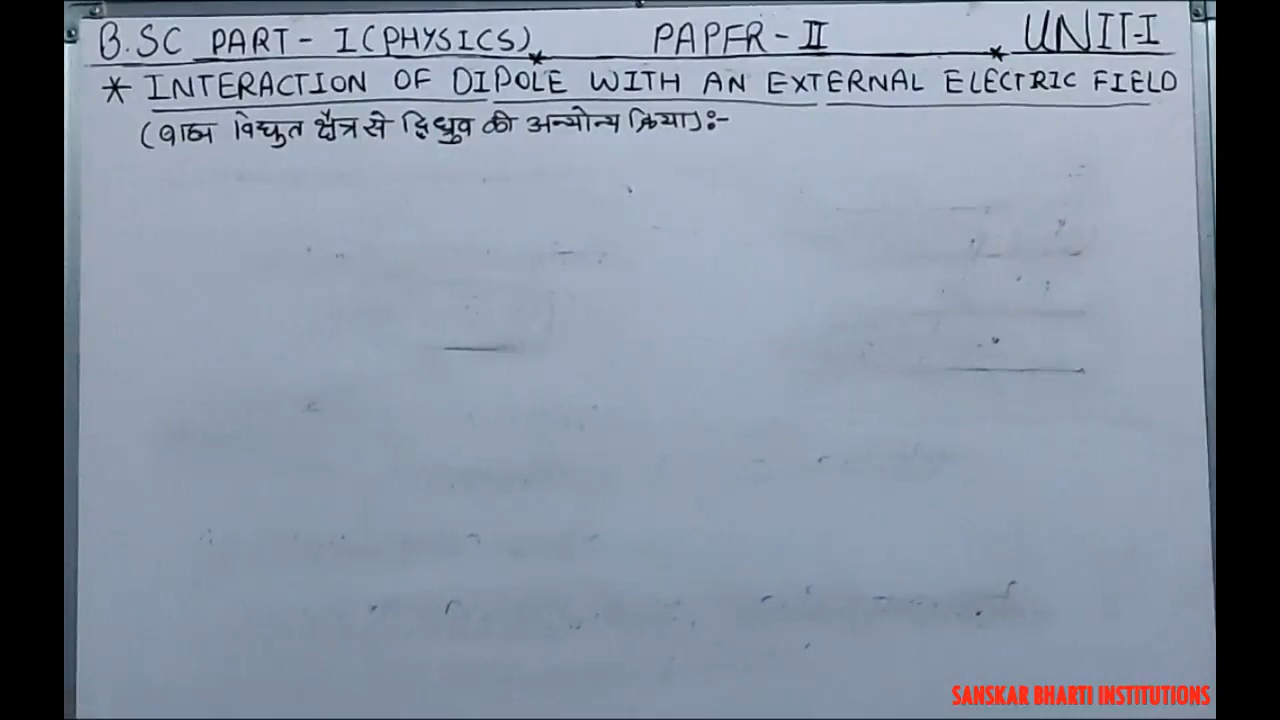 B.SC PART - I (PHYSICS) PAPER - II UNIT-I
* INTERACTION OF DIPOLE WITH AN EXTERNAL ELECTRIC FIELD
(बाह्य विद्युत क्षैत्र से द्विध्रुव की अन्योन्य क्रिया):-
SANSKAR BHARTI INSTITUTIONS